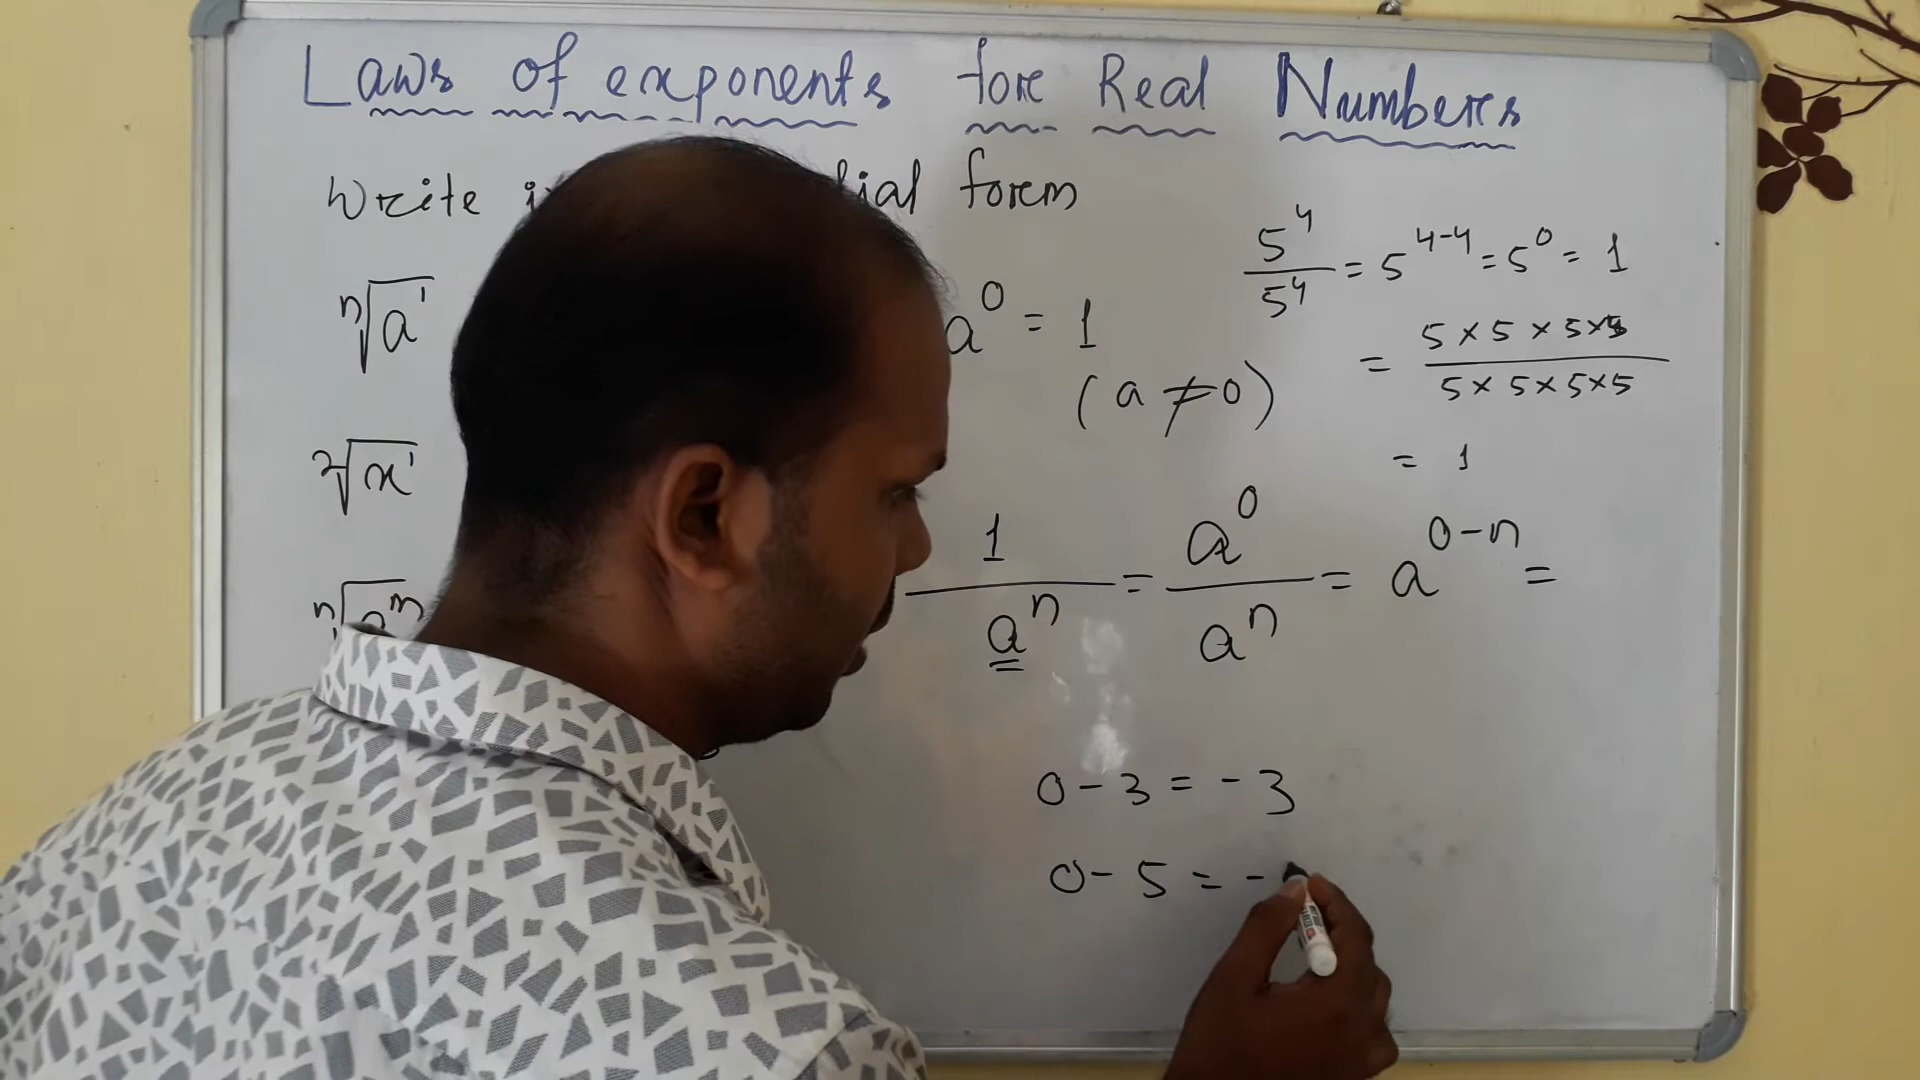 Laws of exponents for Real Numbers
Write form
ⁿ√a¹
a⁰ = 1
(a ≠ 0)
5⁴/5⁴ = 5⁴⁻⁴ = 5⁰ = 1
= 5 × 5 × 5 × 5 / 5 × 5 × 5 × 5
= 1
²√x¹
1/aⁿ = a⁰/aⁿ = a⁰⁻ⁿ =
ⁿ√aᵐ
0 - 3 = - 3
0 - 5 = -